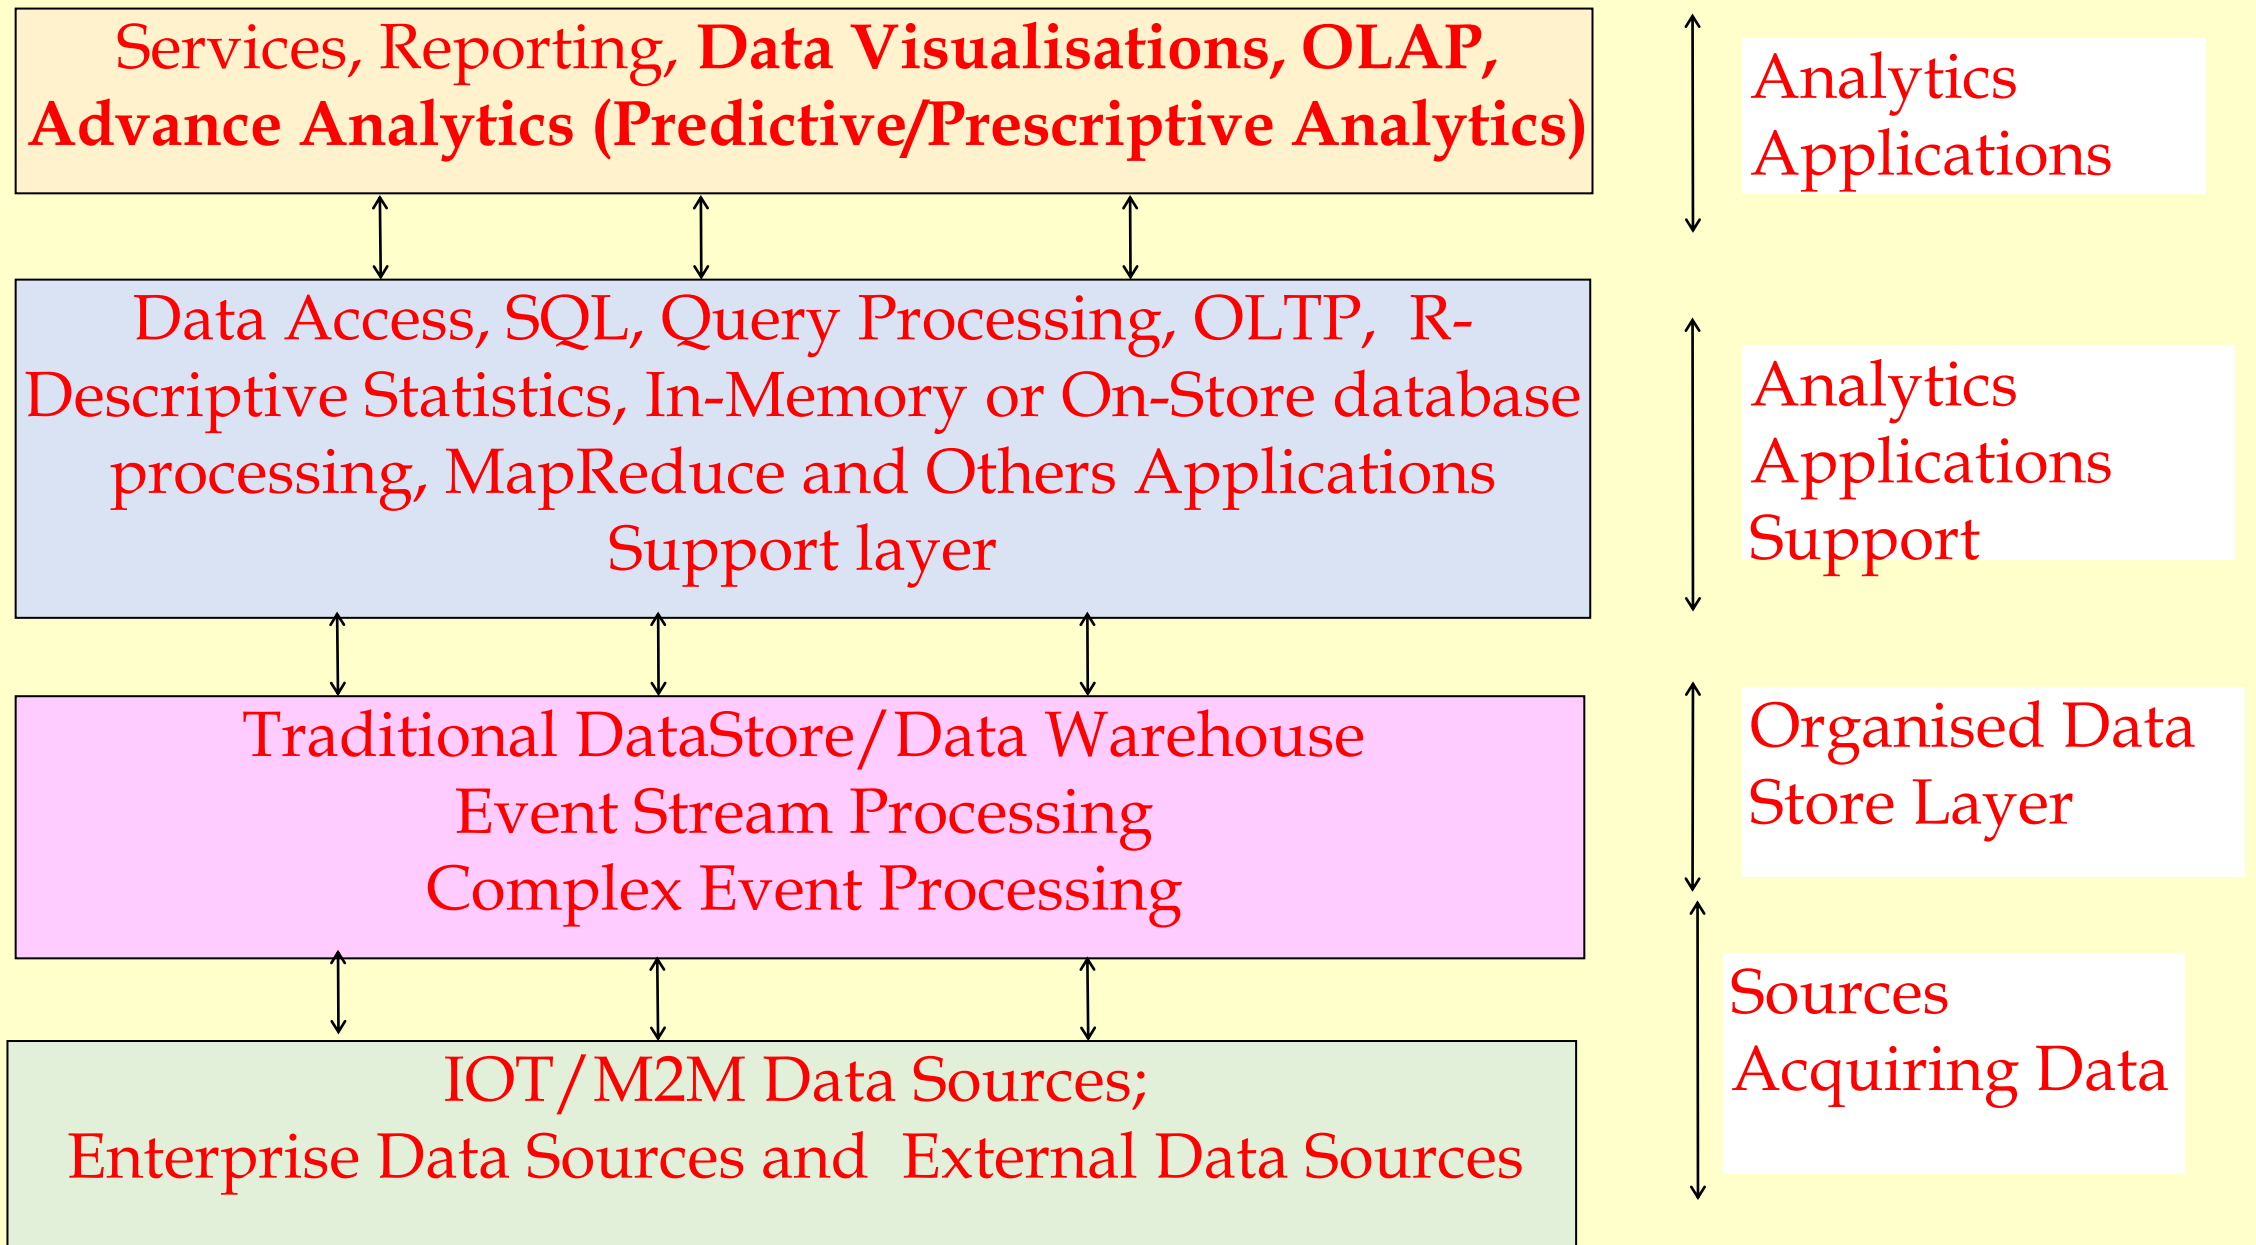 Services, Reporting, Data Visualisations, OLAP,
Advance Analytics (Predictive/Prescriptive Analytics)
Analytics
Applications
Data Access, SQL, Query Processing, OLTP, R-
Descriptive Statistics, In-Memory or On-Store database
processing, MapReduce and Others Applications
Support layer
Analytics
Applications
Support
Traditional DataStore/Data Warehouse
Event Stream Processing
Complex Event Processing
Organised Data
Store Layer
IOT/M2M Data Sources;
Enterprise Data Sources and External Data Sources
Sources
Acquiring Data